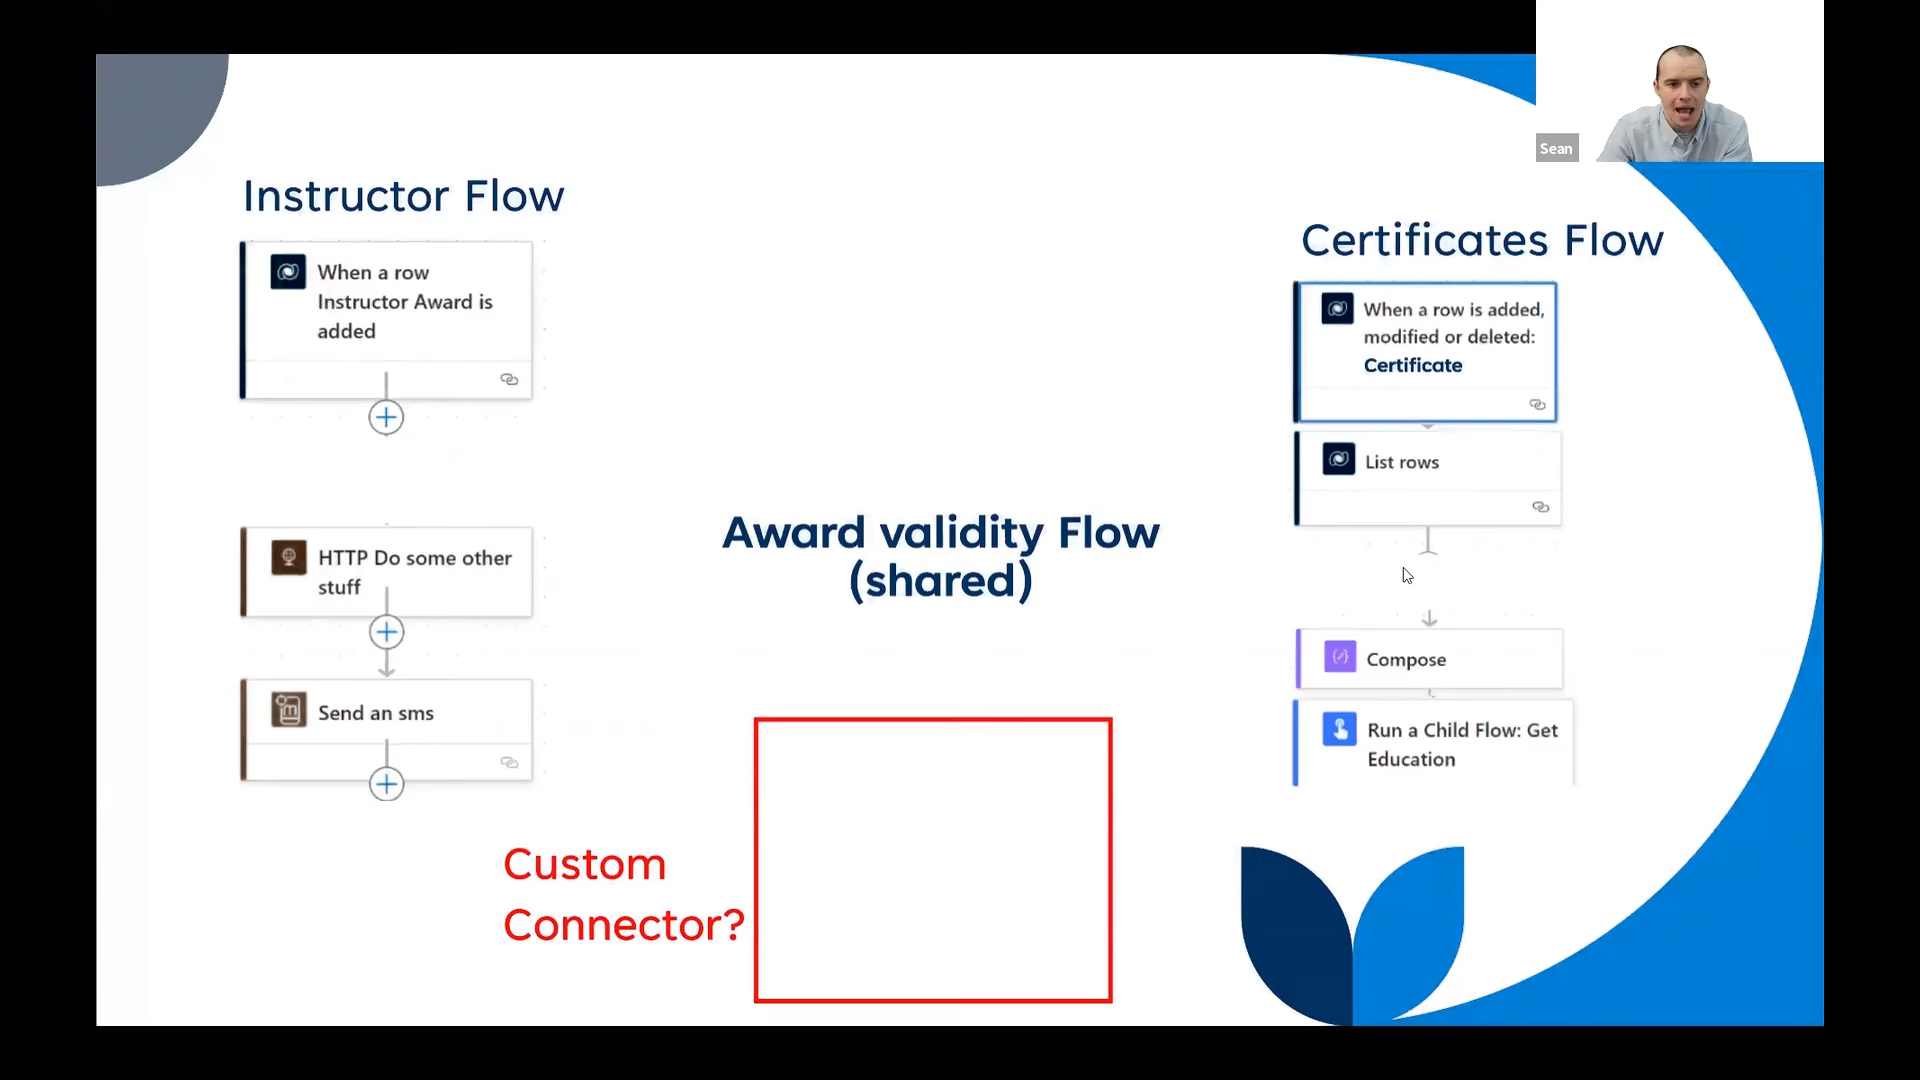 Sean
Instructor Flow
When a row
Instructor Award is
added
HTTP Do some other
stuff
Send an sms
Award validity Flow
(shared)
Custom
Connector?
Certificates Flow
When a row is added,
modified or deleted:
Certificate
List rows
Compose
Run a Child Flow: Get
Education